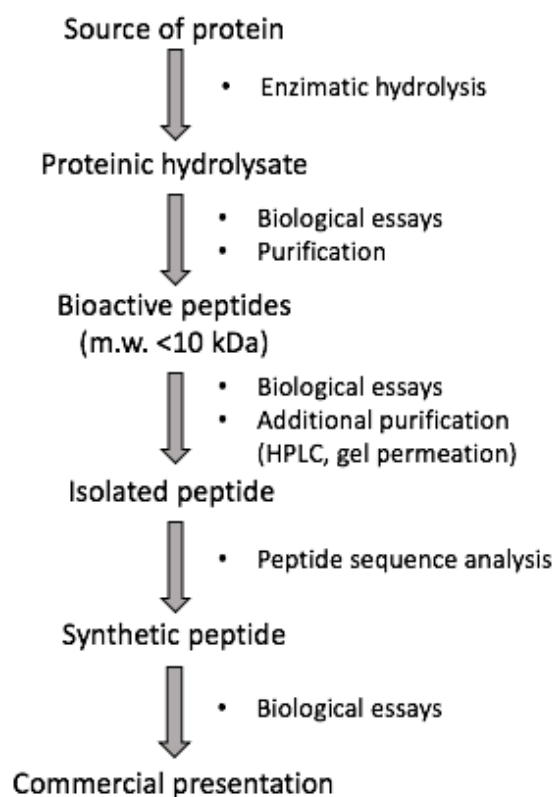 Source of protein
• Enzimatic hydrolysis
Proteinic hydrolysate
• Biological essays
• Purification
Bioactive peptides
(m.w. <10 kDa)
• Biological essays
• Additional purification
(HPLC, gel permeation)
Isolated peptide
• Peptide sequence analysis
Synthetic peptide
• Biological essays
Commercial presentation